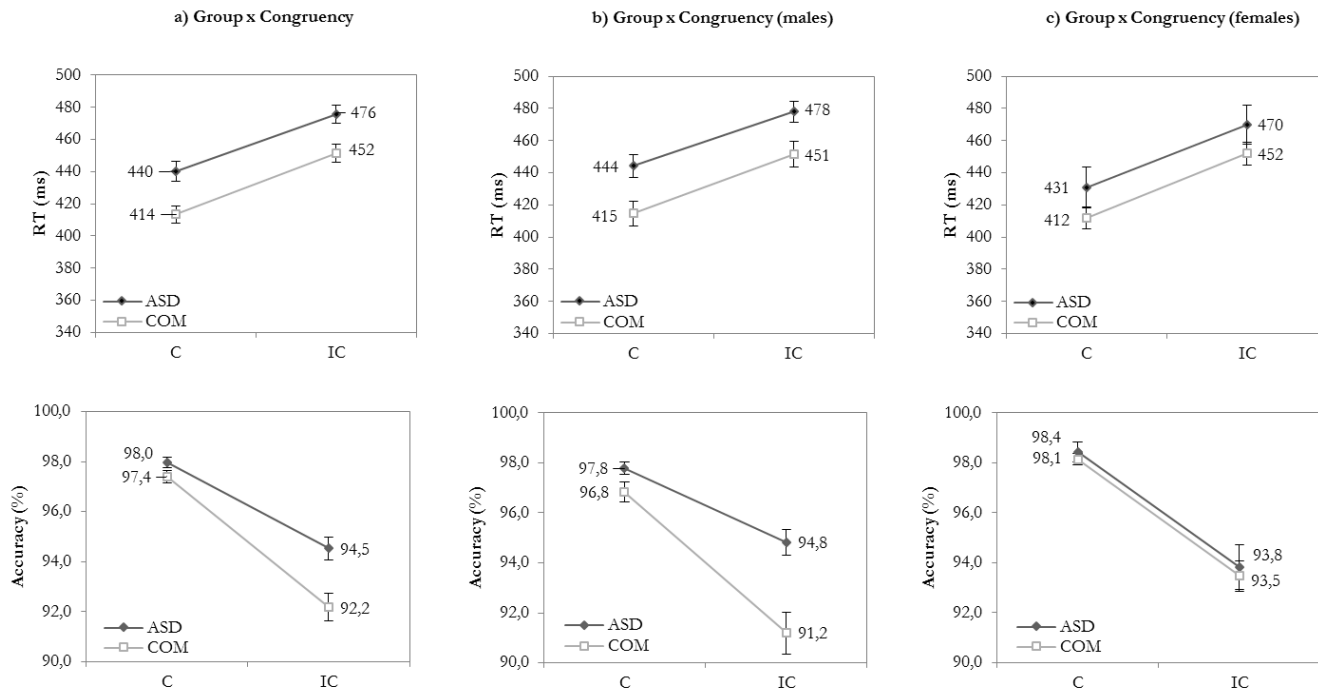 a) Group x Congruency
b) Group x Congruency (males)
c) Group x Congruency (females)
RT (ms)
500
480
460
440
420
400
380
360
340
440
476
414
452
ASD
COM
C
IC
RT (ms)
500
480
460
440
420
400
380
360
340
444
478
415
451
ASD
COM
C
IC
RT (ms)
500
480
460
440
420
400
380
360
340
431
470
412
452
ASD
COM
C
IC
Accuracy (%)
100,0
98,0
96,0
94,0
92,0
90,0
98,0
97,4
94,5
92,2
ASD
COM
C
IC
Accuracy (%)
100,0
98,0
96,0
94,0
92,0
90,0
97,8
96,8
94,8
91,2
ASD
COM
C
IC
Accuracy (%)
100,0
98,0
96,0
94,0
92,0
90,0
98,4
98,1
93,8
93,5
ASD
COM
C
IC